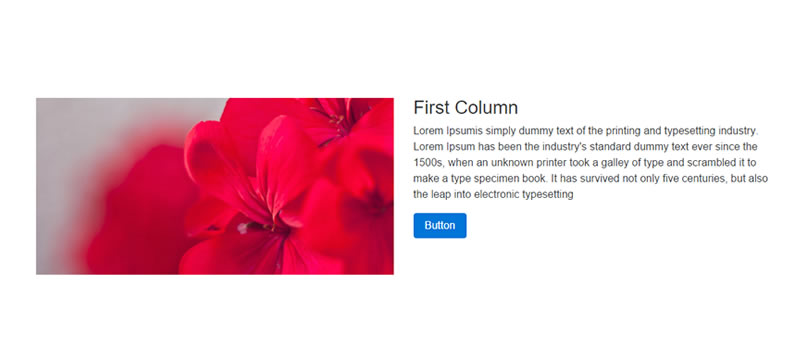 First Column
Lorem Ipsumis simply dummy text of the printing and typesetting industry.
Lorem Ipsum has been the industry's standard dummy text ever since the
1500s, when an unknown printer took a galley of type and scrambled it to
make a type specimen book. It has survived not only five centuries, but also
the leap into electronic typesetting
Button